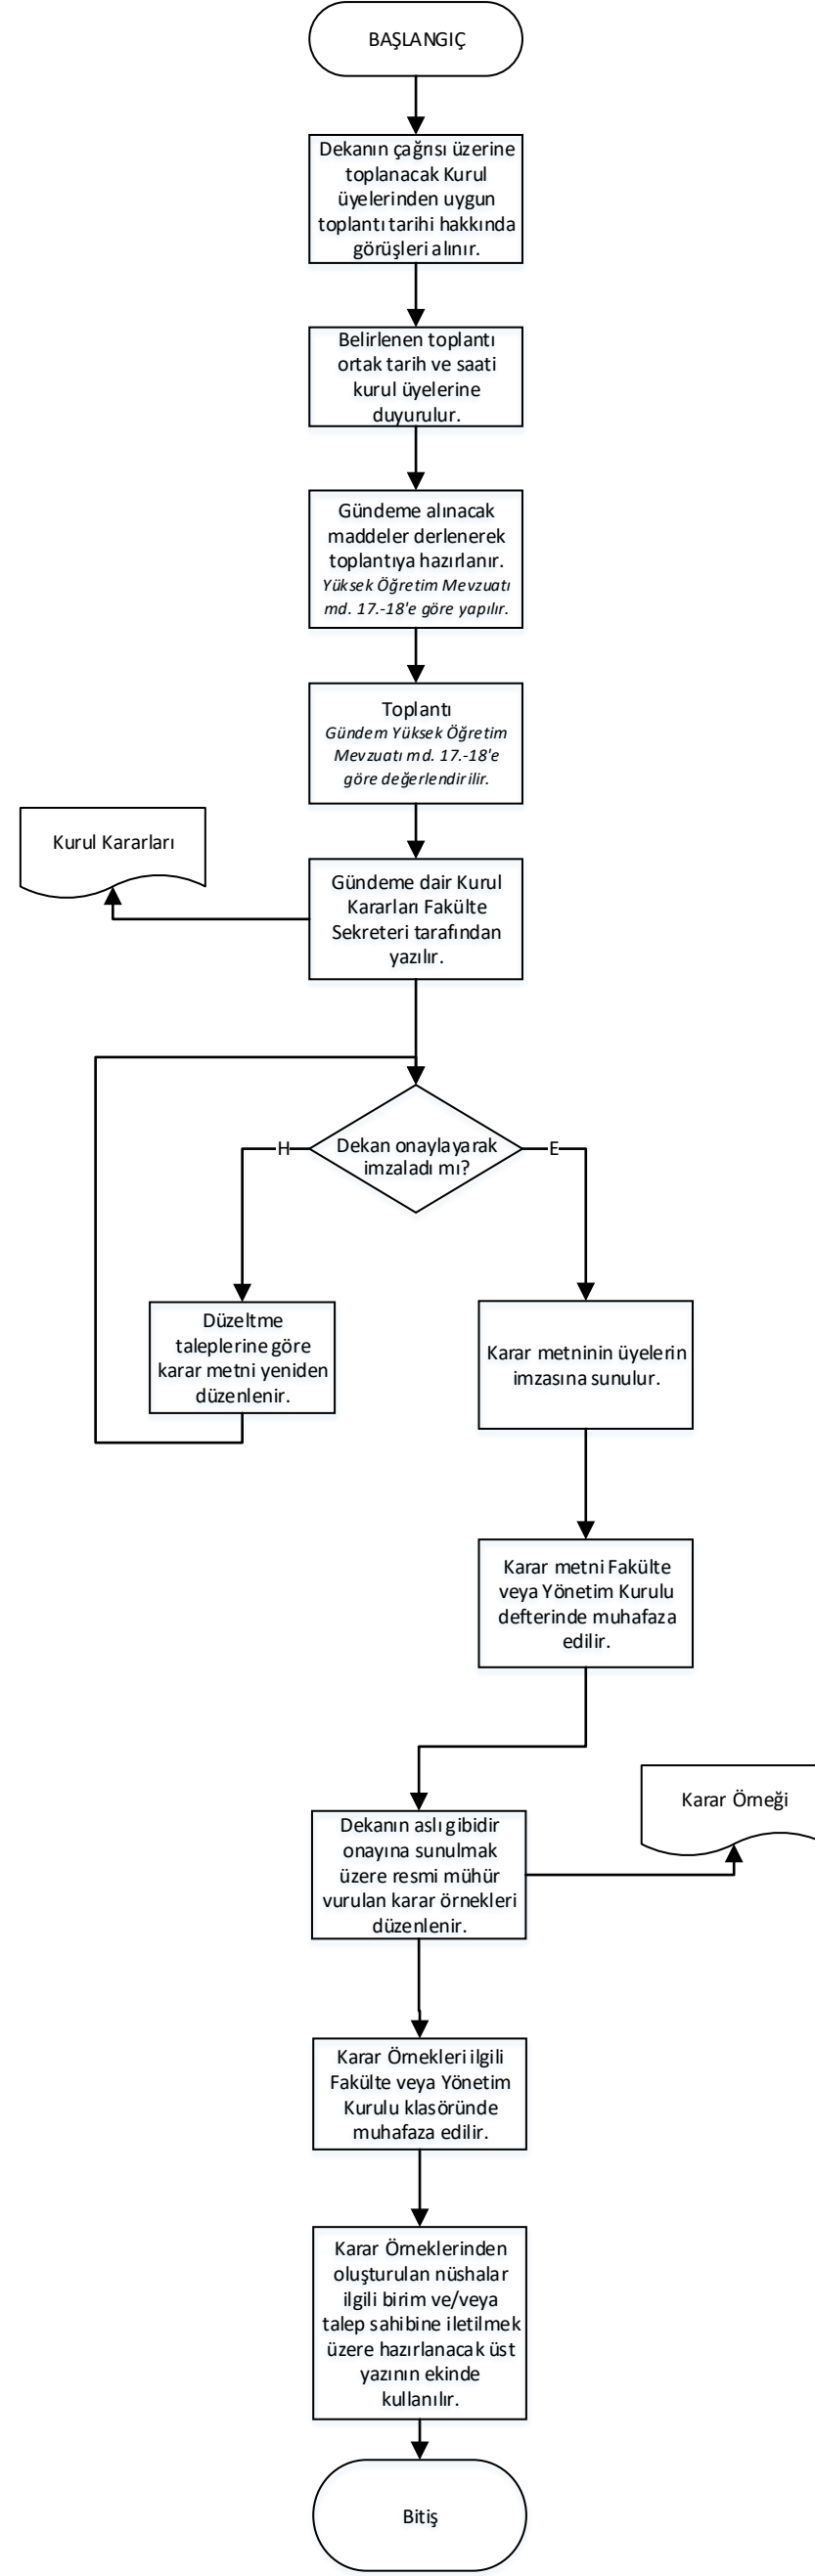 BAŞLANGIÇ
Dekanın çağrısı üzerine
toplanacak Kurul
üyelerinden uygun
toplantı tarihi hakkında
görüşleri alınır.
Belirlenen toplantı
ortak tarih ve saati
kurul üyelerine
duyurulur.
Gündeme alınacak
maddeler derlenerek
toplantıya hazırlanır.
Yüksek Öğretim Mevzuatı
md. 17.-18'e göre yapılır.
Toplantı
Gündem Yüksek Öğretim
Mevzuatı md. 17.-18'e
göre değerlendirilir.
Kurul Kararları
Gündeme dair Kurul
Kararları Fakülte
Sekreteri tarafından
yazılır.
Dekan onaylayarak
imzaladı mı?
H
E
Düzeltme
taleplerine göre
karar metni yeniden
düzenlenir.
Karar metninin üyelerin
imzasına sunulur.
Karar metni Fakülte
veya Yönetim Kurulu
defterinde muhafaza
edilir.
Karar Örneği
Dekanın aslı gibidir
onayına sunulmak
üzere resmi mühür
vurulan karar örnekleri
düzenlenir.
Karar Örnekleri ilgili
Fakülte veya Yönetim
Kurulu klasöründe
muhafaza edilir.
Karar Örneklerinden
oluşturulan nüshalar
ilgili birim ve/veya
talep sahibine iletilmek
üzere hazırlanacak üst
yazının ekinde
kullanılır.
Bitiş